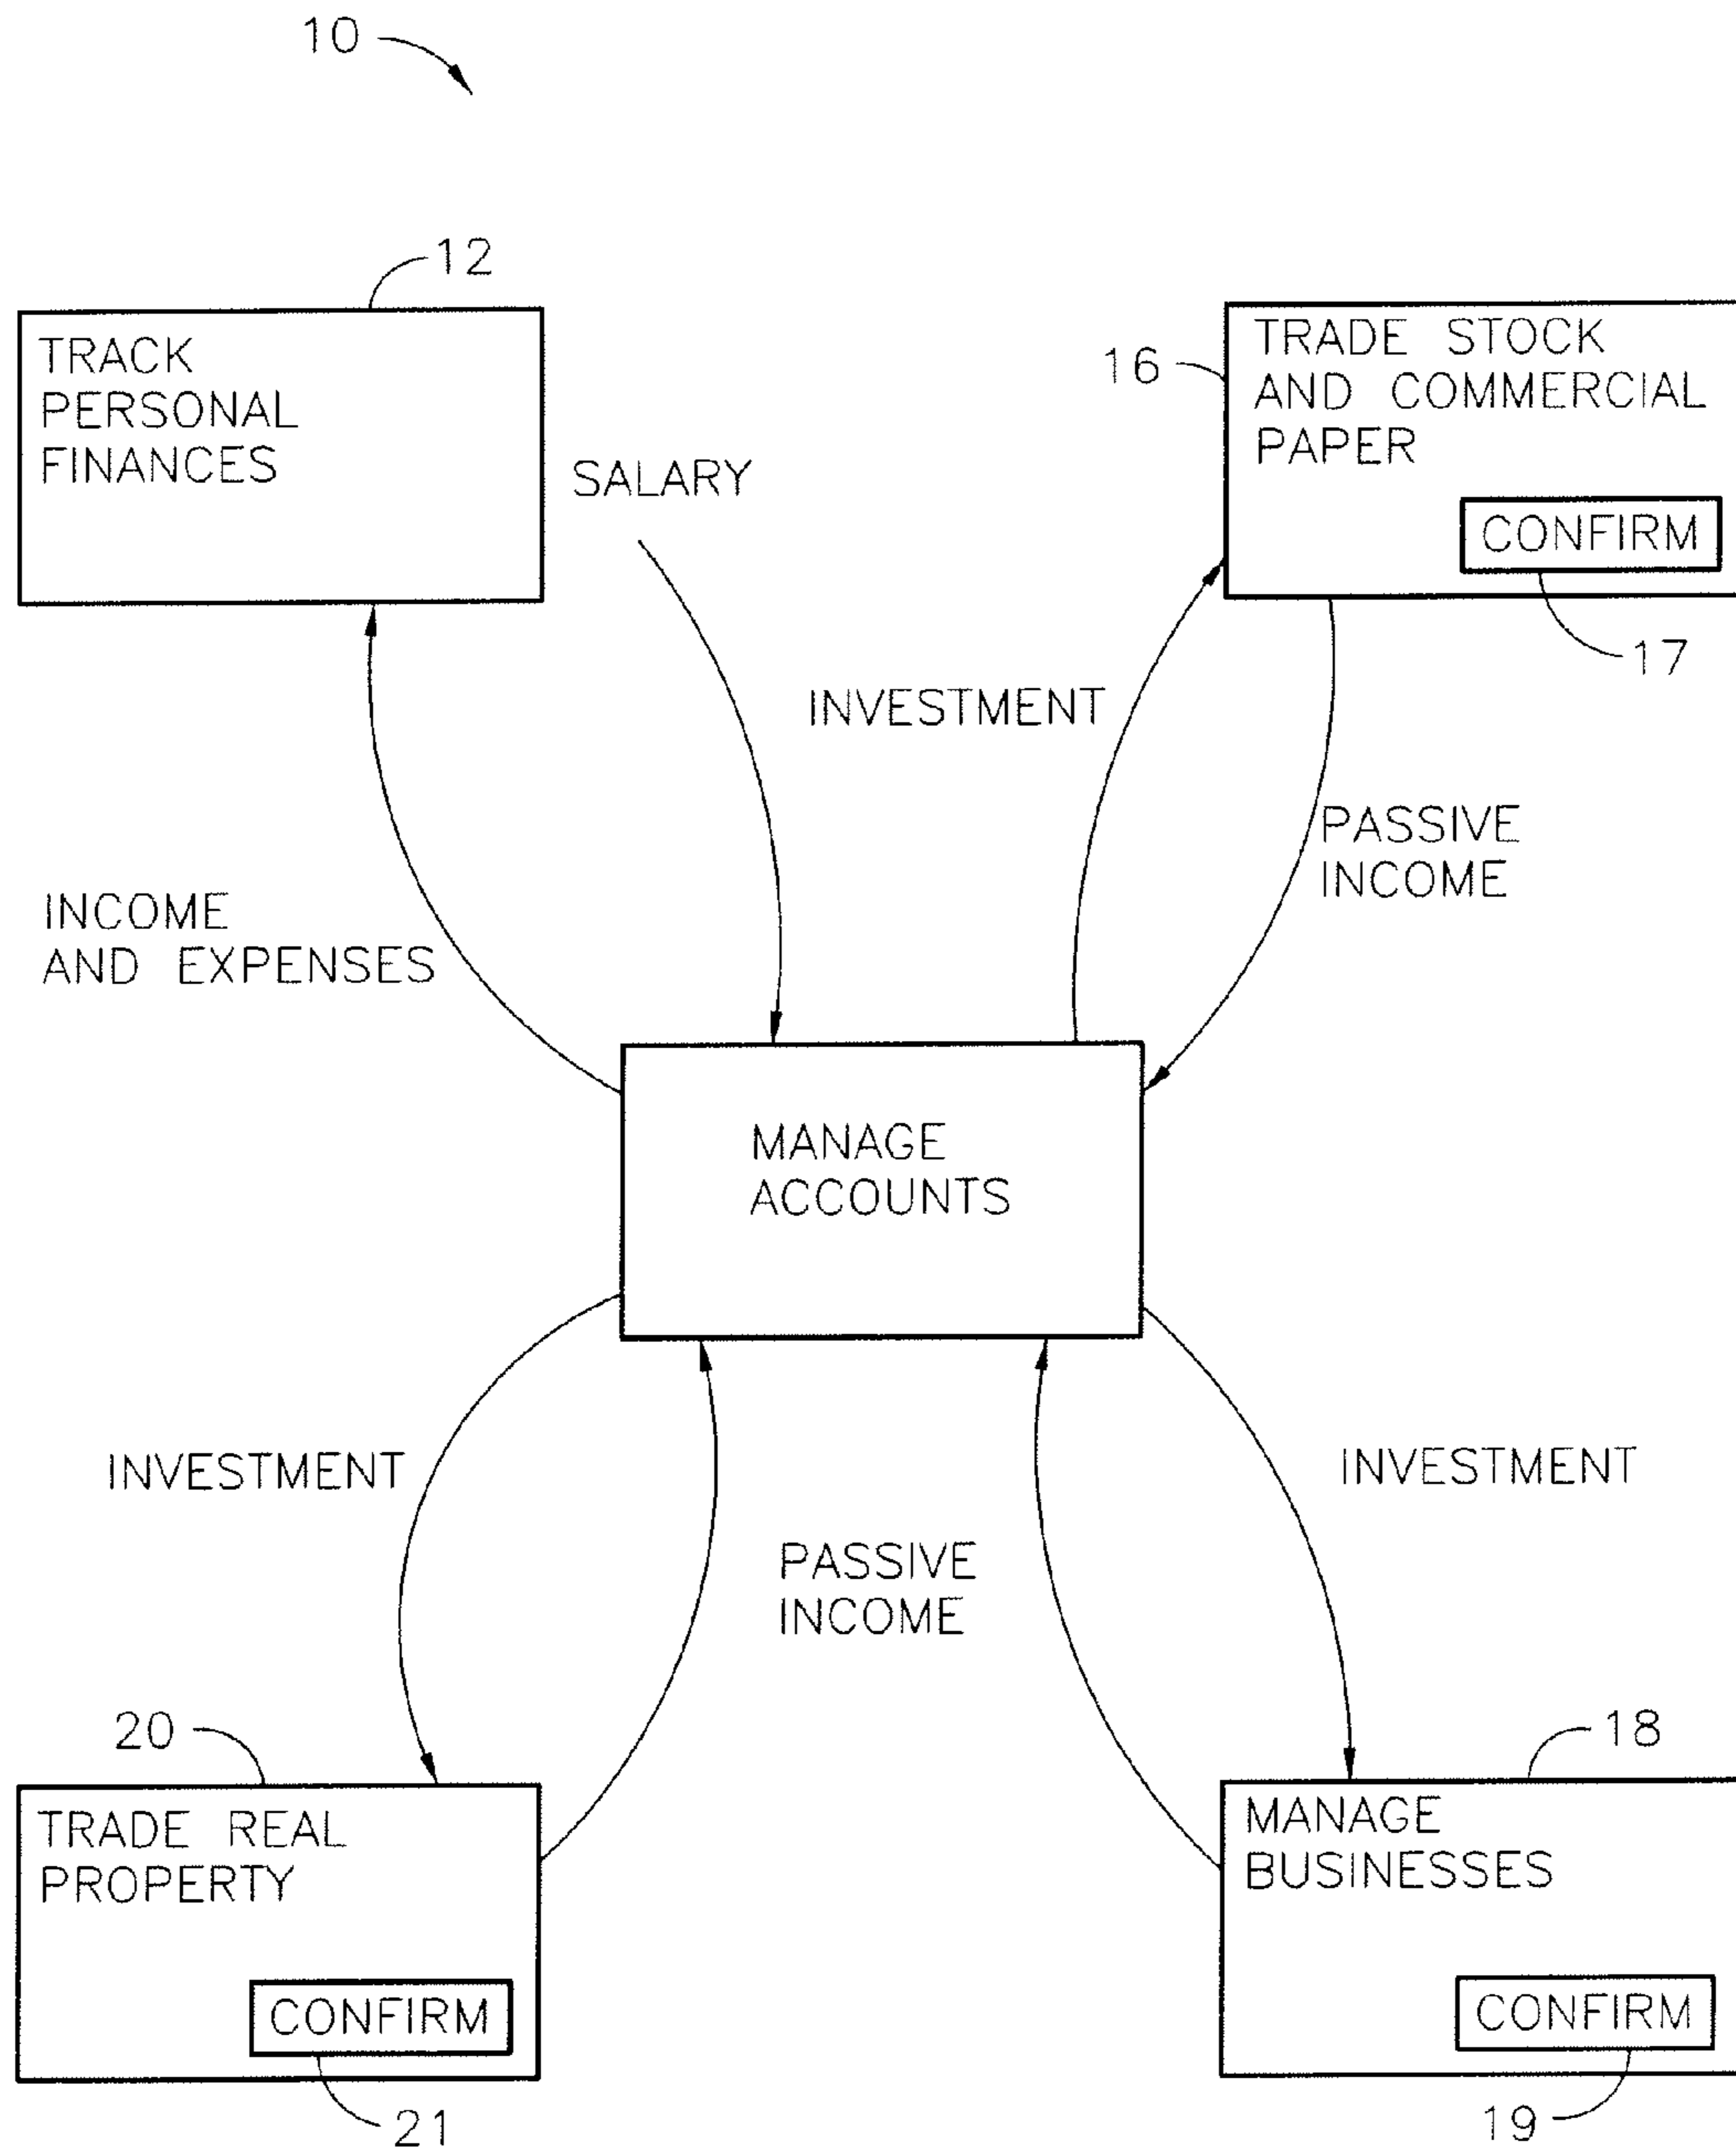 10
12
TRACK
PERSONAL
FINANCES
16
TRADE STOCK
AND COMMERCIAL
PAPER
CONFIRM
17
SALARY
INVESTMENT
PASSIVE
INCOME
INCOME
AND EXPENSES
MANAGE
ACCOUNTS
INVESTMENT
PASSIVE
INCOME
INVESTMENT
20
TRADE REAL
PROPERTY
CONFIRM
21
18
MANAGE
BUSINESSES
CONFIRM
19